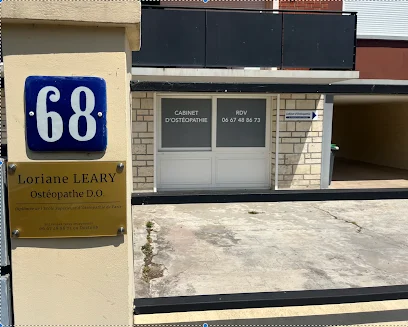 68
Loriane LEARY
Ostéopathe D.O.
CABINET
D'OSTÉOPATHIE
RDV
06 67 48 86 73